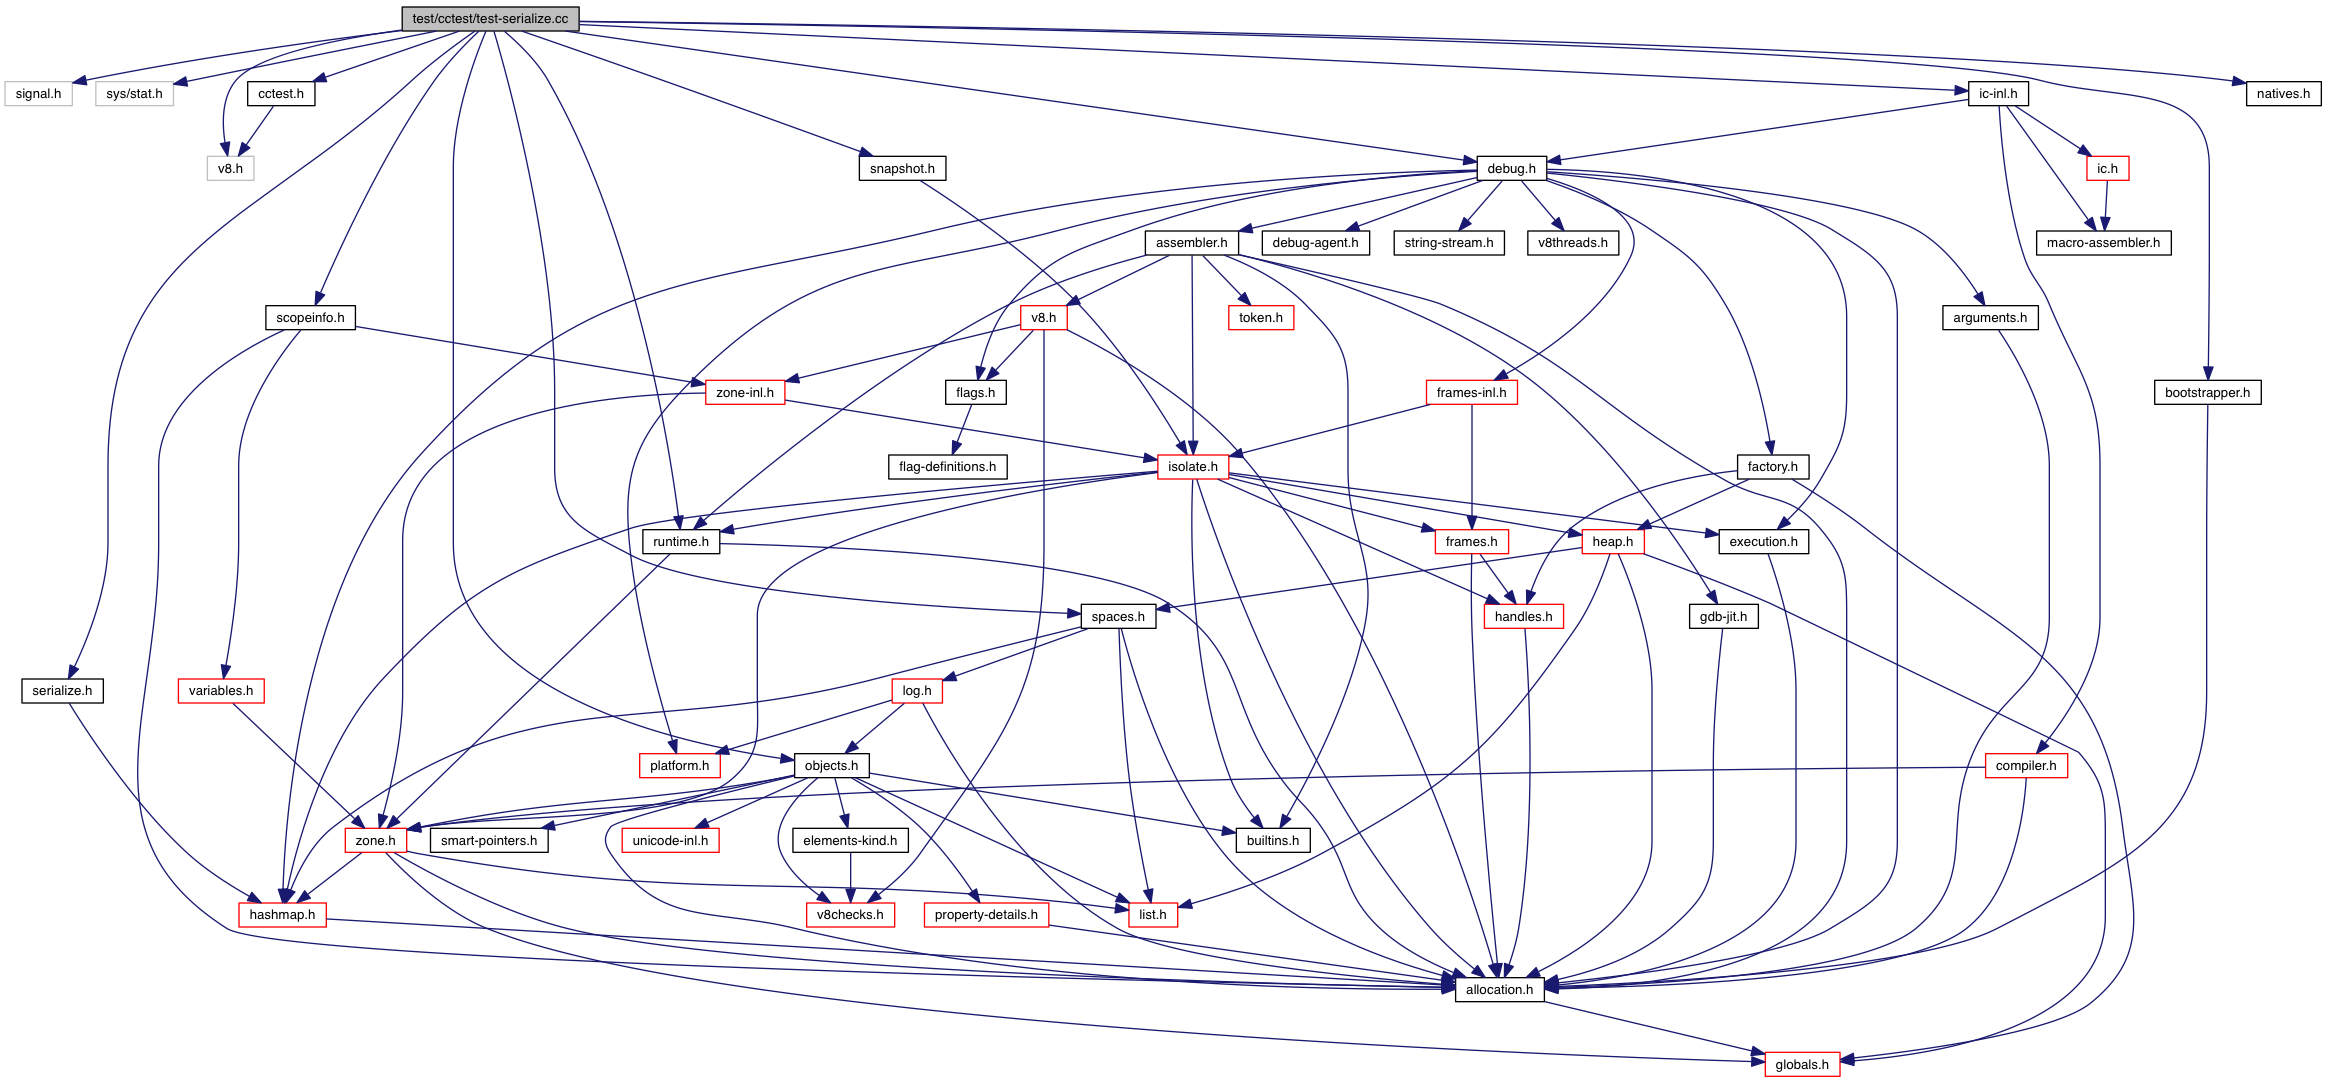 test/cctest/test-serialize.cc
signal.h
sys/stat.h
cctest.h
ic-inl.h
natives.h
v8.h
snapshot.h
debug.h
ic.h
assembler.h
debug-agent.h
string-stream.h
v8threads.h
macro-assembler.h
scopeinfo.h
v8.h
token.h
arguments.h
zone-inl.h
flags.h
frames-inl.h
bootstrapper.h
flag-definitions.h
isolate.h
factory.h
runtime.h
frames.h
heap.h
execution.h
spaces.h
handles.h
gdb-jit.h
serialize.h
variables.h
log.h
platform.h
objects.h
compiler.h
zone.h
smart-pointers.h
unicode-inl.h
elements-kind.h
builtins.h
hashmap.h
v8checks.h
property-details.h
list.h
allocation.h
globals.h